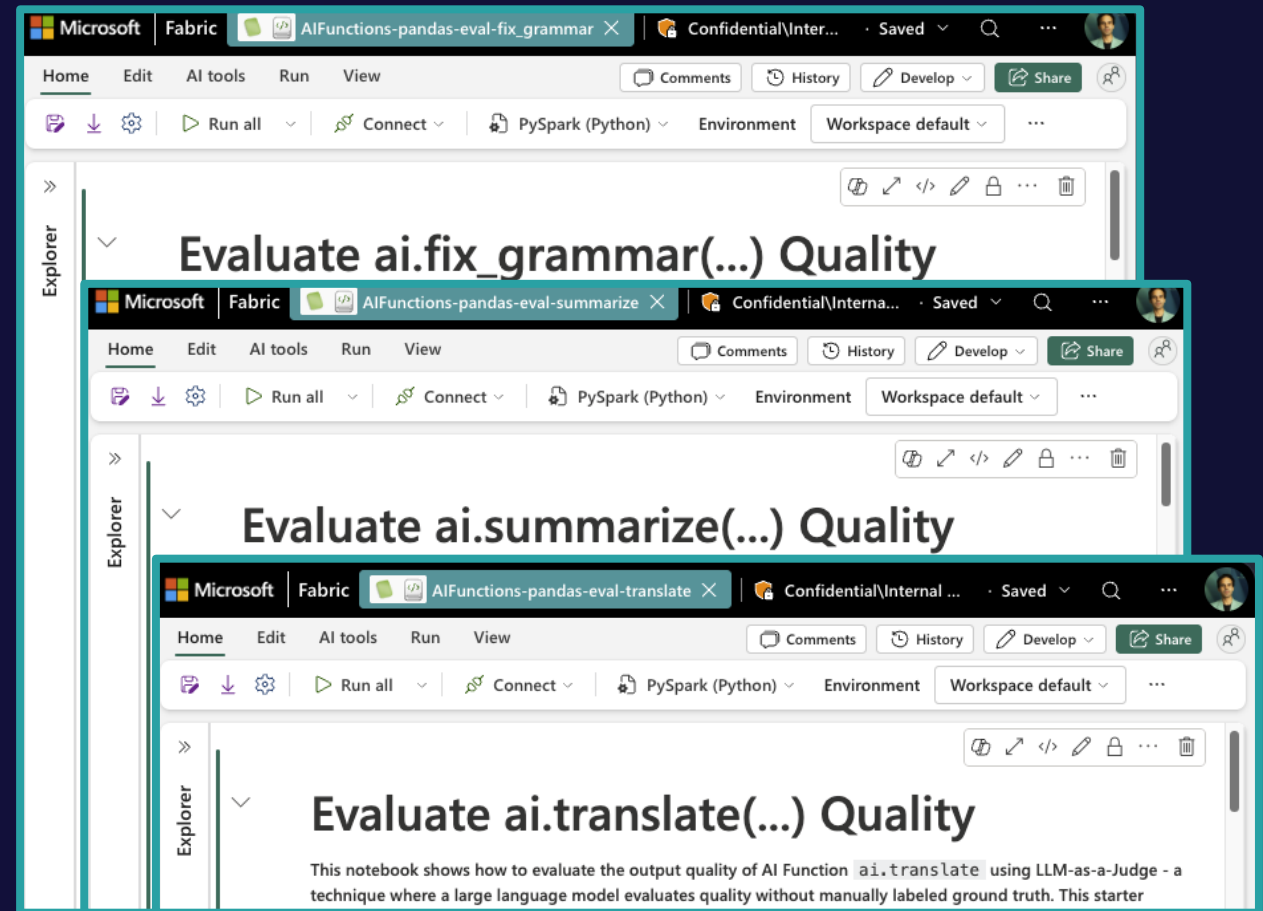 Microsoft Fabric AIFunctions-pandas-eval-fix_grammar Confidential\Inter... · Saved
Home Edit AI tools Run View Comments History Develop Share
Run all Connect PySpark (Python) Environment Workspace default ...
Explorer
Evaluate ai.fix_grammar(...) Quality
Microsoft Fabric AIFunctions-pandas-eval-summarize Confidential\Interna... · Saved
Home Edit AI tools Run View Comments History Develop Share
Run all Connect PySpark (Python) Environment Workspace default ...
Explorer
Evaluate ai.summarize(...) Quality
Microsoft Fabric AIFunctions-pandas-eval-translate Confidential\Internal ... · Saved
Home Edit AI tools Run View Comments History Develop Share
Run all Connect PySpark (Python) Environment Workspace default ...
Explorer
Evaluate ai.translate(...) Quality
This notebook shows how to evaluate the output quality of AI Function ai.translate using LLM-as-a-Judge - a
technique where a large language model evaluates quality without manually labeled ground truth. This starter